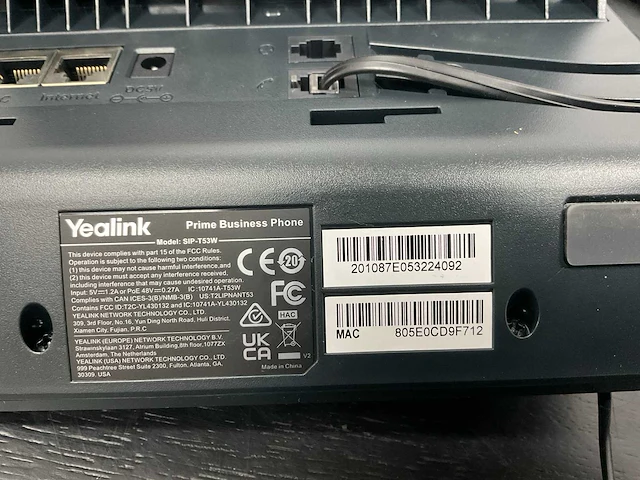 PC
Internet
DC5V
Yealink
Prime Business Phone
Model: SIP-T53W
This device complies with part 15 of the FCC Rules.
Operation is subject to the following two conditions:
(1) this device may not cause harmful interference,and
(2) this device must accept any interference received,
including interference that may cause undesired operation.
Input: 5V⎓1.2A or PoE 48V⎓0.27A IC:10741A-T53W
Complies with CAN ICES-3(B)/NMB-3(B) US:T2LIPNANT53
Contains FCC ID:T2C-YL430132 and IC:10741A-YL430132
YEALINK NETWORK TECHNOLOGY CO., LTD
309, 3rd Floor, No.16, Yun Ding North Road, Huli District.
Xiamen City, Fujian, P.R.C
YEALINK (EUROPE) NETWORK TECHNOLOGY B.V.
Strawinskylaan 3127, Atrium Building,8th floor,1077ZX
Amsterdam, The Netherlands
YEALINK (USA) NETWORK TECHNOLOGY CO., LTD.
999 Peachtree Street Suite 2300, Fulton, Atlanta, GA.
30309. USA
CE
20
FC
HAC
UK
CA
V2
Made in China
201087E053224092
MAC 805E0CD9F712